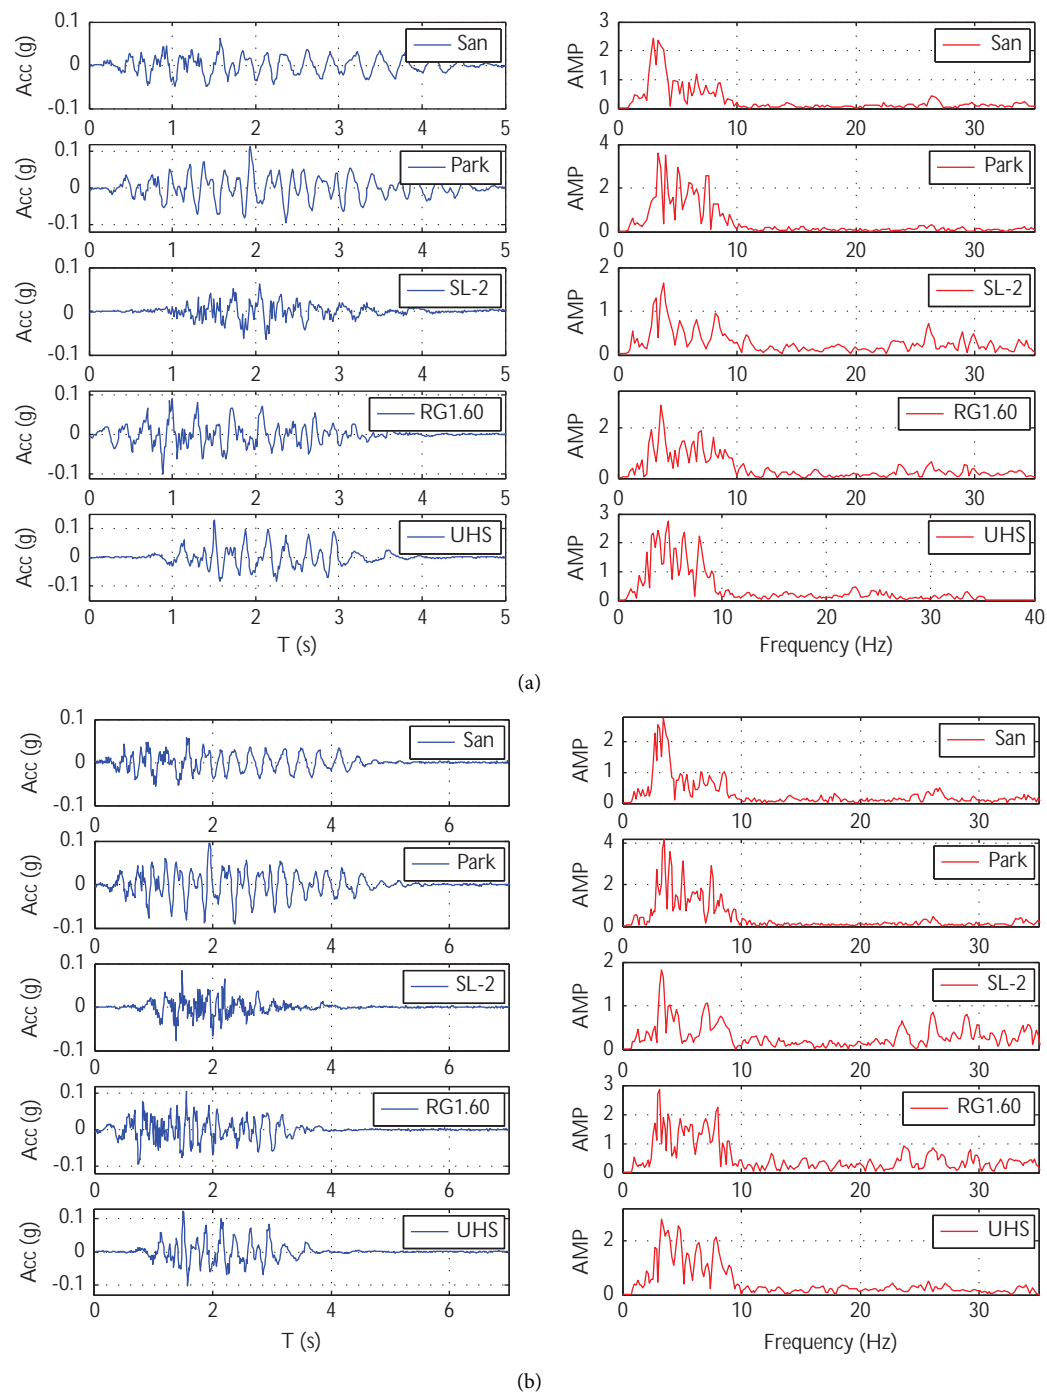 0.1
0
-0.1
Acc (g)
San
0 1 2 3 4 5
3
2
1
0
AMP
San
0 10 20 30
0.1
0
-0.1
Acc (g)
Park
0 1 2 3 4 5
4
2
0
AMP
Park
0 10 20 30
0.1
0
-0.1
Acc (g)
SL-2
0 1 2 3 4 5
2
1
0
AMP
SL-2
0 10 20 30
0.1
0
-0.1
Acc (g)
RG1.60
0 1 2 3 4 5
2
0
AMP
RG1.60
0 10 20 30 40
0.1
0
-0.1
Acc (g)
UHS
0 1 2 3 4 5
T (s)
3
2
1
0
AMP
UHS
0 10 20 30 40
Frequency (Hz)
(a)
0.1
0
-0.1
Acc (g)
San
0 2 4 6
2
1
0
AMP
San
0 10 20 30
0.1
0
-0.1
Acc (g)
Park
0 2 4 6
4
2
0
AMP
Park
0 10 20 30
0.1
0
-0.1
Acc (g)
SL-2
0 2 4 6
2
1
0
AMP
SL-2
0 10 20 30
0.1
0
-0.1
Acc (g)
RG1.60
0 2 4 6
3
2
1
0
AMP
RG1.60
0 10 20 30
0.1
0
-0.1
Acc (g)
UHS
0 2 4 6
T (s)
2
0
AMP
UHS
0 10 20 30
Frequency (Hz)
(b)